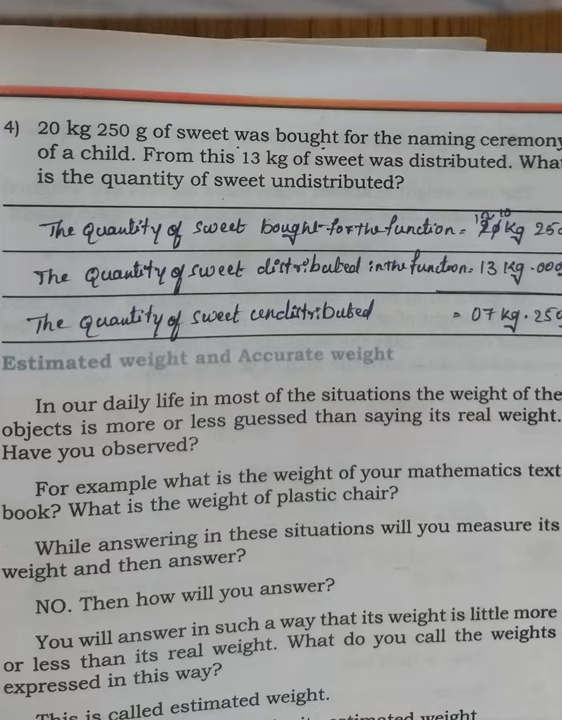 4) 20 kg 250 g of sweet was bought for the naming ceremony
of a child. From this 13 kg of sweet was distributed. Wha
is the quantity of sweet undistributed?
The Quantity of sweet bought for the function = 20 kg 25
The Quantity of sweet distributed in the function = 13 kg .000
The Quantity of sweet undistributed = 07 kg . 25
Estimated weight and Accurate weight
In our daily life in most of the situations the weight of the
objects is more or less guessed than saying its real weight.
Have you observed?
For example what is the weight of your mathematics text
book? What is the weight of plastic chair?
While answering in these situations will you measure its
weight and then answer?
NO. Then how will you answer?
You will answer in such a way that its weight is little more
or less than its real weight. What do you call the weights
expressed in this way?
This is called estimated weight.
estimated weight